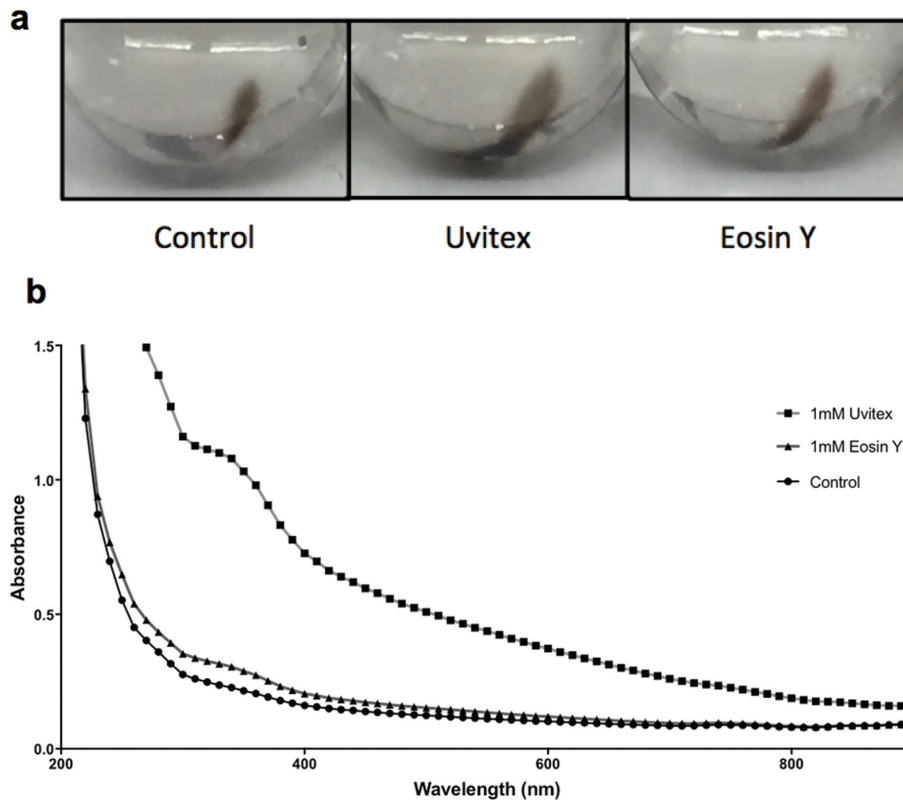 a
Control Uvitex Eosin Y
b
1.5
1.0
0.5
0.0
Absorbance
200 400 600 800
Wavelength (nm)
1mM Uvitex
1mM Eosin Y
Control